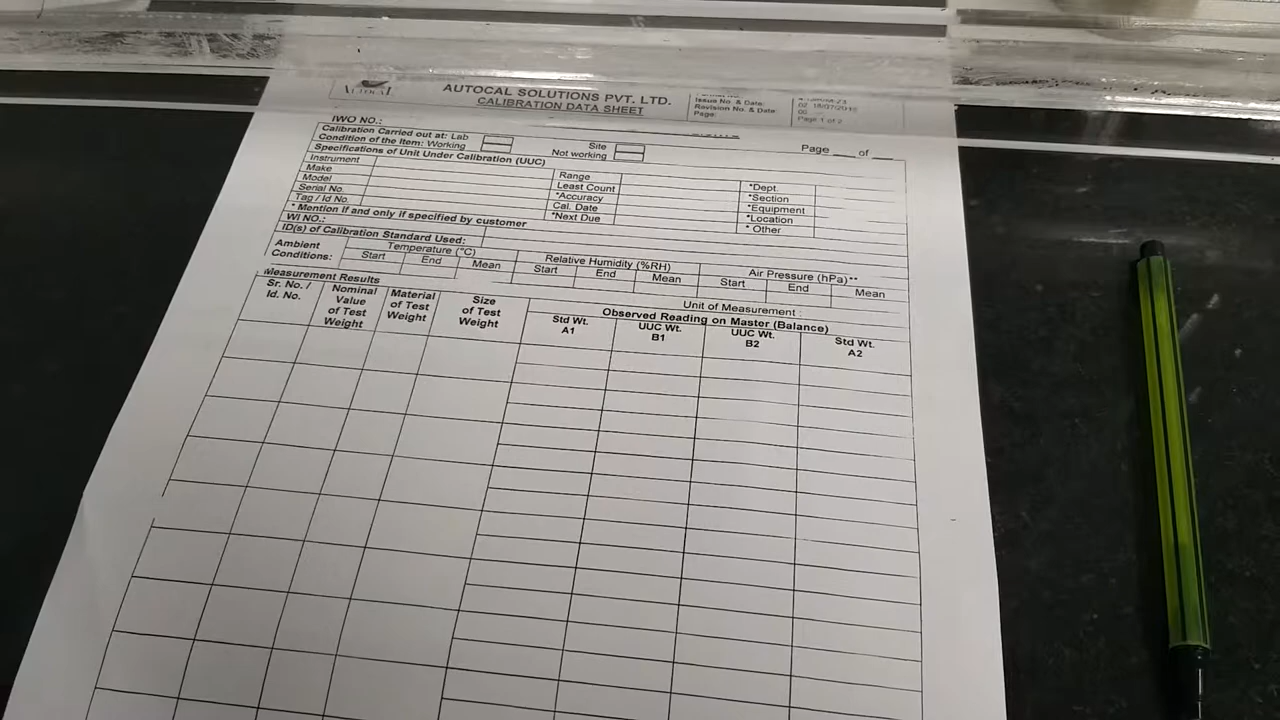 AUTOCAL
AUTOCAL SOLUTIONS PVT. LTD.
CALIBRATION DATA SHEET
Issue No. & Date:
02
Revision No. & Date:
00
Page:
Page 1 of 2
IWO NO.:
Page ___ of ___
Calibration Carried out at: Lab
Site
Condition of the Item: Working
Not working
Specifications of Unit Under Calibration (UUC)
Instrument
Range
Make
Least Count
*Dept.
Model
*Accuracy
*Section
Serial No.
Cal. Date
*Equipment
Tag / Id No.
*Next Due
*Location
* Mention if and only if specified by customer
* Other
WI NO.:
ID(s) of Calibration Standard Used:
Ambient Conditions:
Temperature (°C)
Relative Humidity (%RH)
Air Pressure (hPa)**
Start End Mean
Start End Mean
Start End Mean
Measurement Results
Unit of Measurement :
Sr. No. /
Id. No.
Nominal
Value
of Test
Weight
Material
of Test
Weight
Size
of Test
Weight
Observed Reading on Master (Balance)
Std Wt.
A1
UUC Wt.
B1
UUC Wt.
B2
Std Wt.
A2